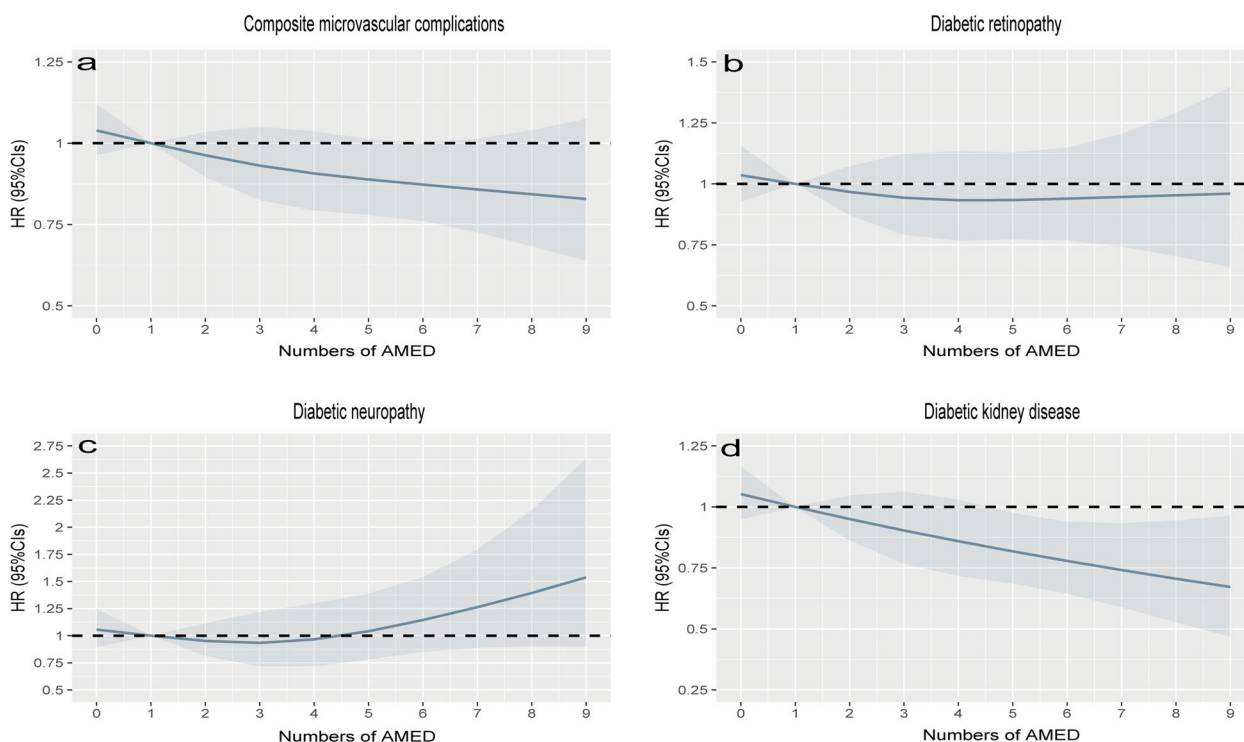 Composite microvascular complications
a
HR (95%CIs)
1.25
1
0.75
0.5
0 1 2 3 4 5 6 7 8 9
Numbers of AMED
Diabetic retinopathy
b
HR (95%CIs)
1.5
1.25
1
0.75
0.5
0 1 2 3 4 5 6 7 8 9
Numbers of AMED
Diabetic neuropathy
c
HR (95%CIs)
2.75
2.5
2.25
2
1.75
1.5
1.25
1
0.75
0.5
0 1 2 3 4 5 6 7 8 9
Numbers of AMED
Diabetic kidney disease
d
HR (95%CIs)
1.25
1
0.75
0.5
0.25
0 1 2 3 4 5 6 7 8 9
Numbers of AMED